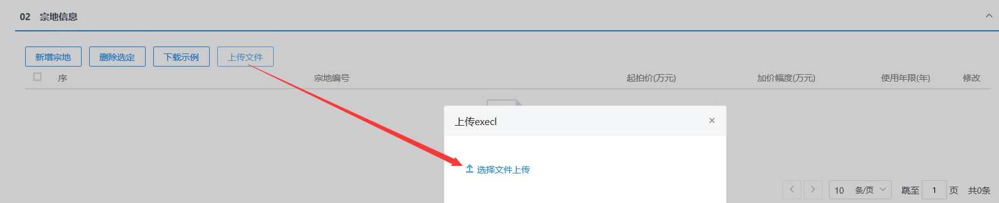 02 宗地信息
新增宗地 删除选定 下载示例 上传文件
序 宗地编号 起拍价(万元) 加价幅度(万元) 使用年限(年) 修改
上传execl
选择文件上传
10 条/页 跳至 1 页 共0条